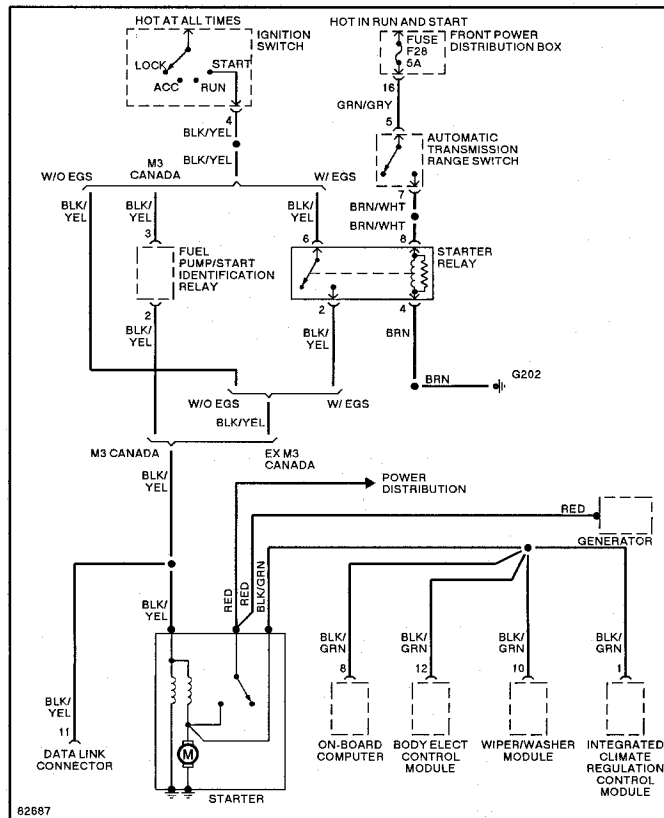 HOT AT ALL TIMES
IGNITION
SWITCH
LOCK
START
ACC
RUN
4
BLK/YEL
BLK/YEL
HOT IN RUN AND START
FUSE
F28
5A
FRONT POWER
DISTRIBUTION BOX
16
GRN/GRY
5
AUTOMATIC
TRANSMISSION
RANGE SWITCH
7
BRN/WHT
BRN/WHT
W/O EGS
M3
CANADA
W/ EGS
BLK/
YEL
BLK/
YEL
BLK/
YEL
3
6
8
FUEL
PUMP/START
IDENTIFICATION
RELAY
STARTER
RELAY
2
BLK/
YEL
2
BLK/
YEL
4
BRN
BRN
G202
W/O EGS
W/ EGS
BLK/YEL
M3 CANADA
EX M3
CANADA
BLK/
YEL
POWER
DISTRIBUTION
RED
GENERATOR
BLK/
YEL
RED
RED
BLK/GRN
BLK/
GRN
BLK/
GRN
BLK/
GRN
BLK/
GRN
8
12
10
1
BLK/
YEL
11
DATA LINK
CONNECTOR
M
STARTER
ON-BOARD
COMPUTER
BODY ELECT
CONTROL
MODULE
WIPER/WASHER
MODULE
INTEGRATED
CLIMATE
REGULATION
CONTROL
MODULE
82687